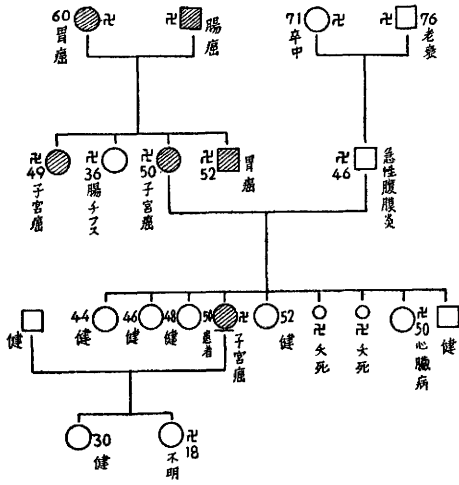 60
胃癌
卍
卍
腸癌
71
卒中
卍
卍
76
老衰
卍
49
子宮癌
卍
36
腸チフス
卍
50
子宮癌
卍
52
胃癌
卍
46
急性腹膜炎
健
44
健
46
健
48
健
50
患者
卍
子宮癌
52
健
卍
夭死
卍
夭死
卍
50
心臓病
健
30
健
卍
18
不明